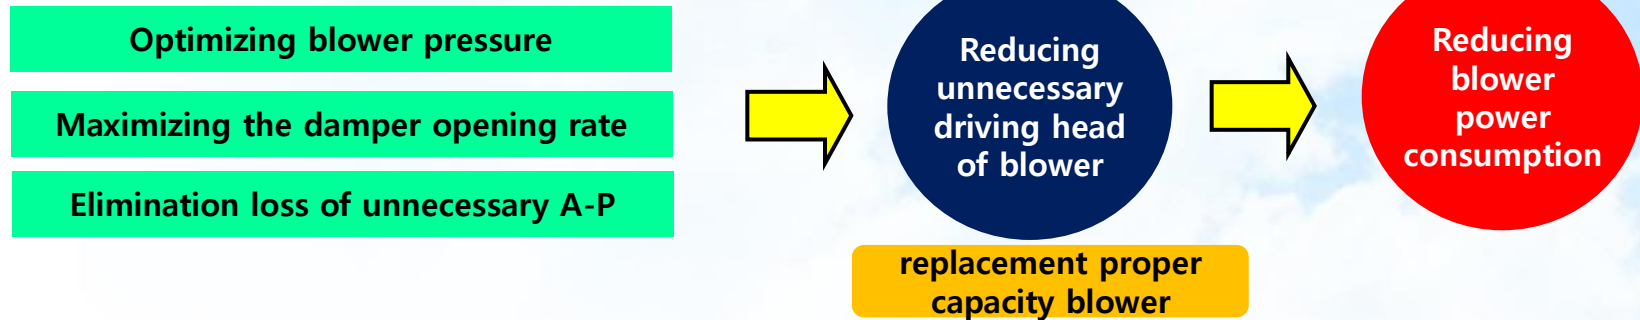 Optimizing blower pressure
Maximizing the damper opening rate
Elimination loss of unnecessary A-P
Reducing
unnecessary
driving head
of blower
replacement proper
capacity blower
Reducing
blower
power
consumption